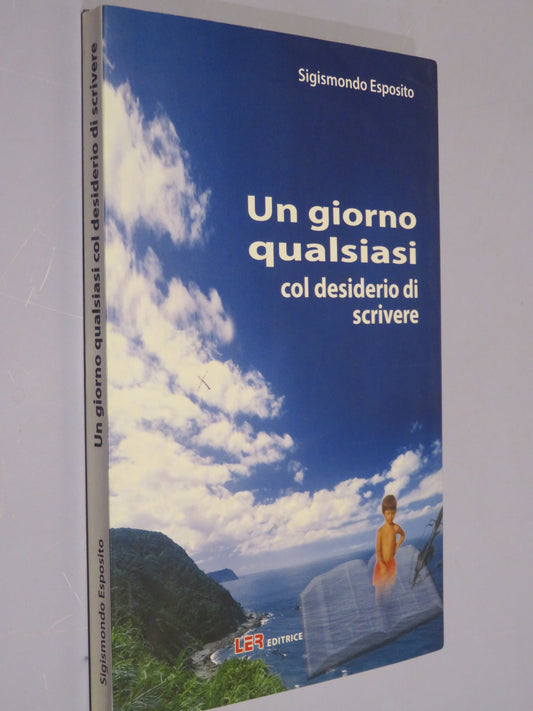 Sigismondo Esposito
Un giorno
qualsiasi
col desiderio di
scrivere
LER EDITRICE
Sigismondo Esposito Un giorno qualsiasi col desiderio di scrivere